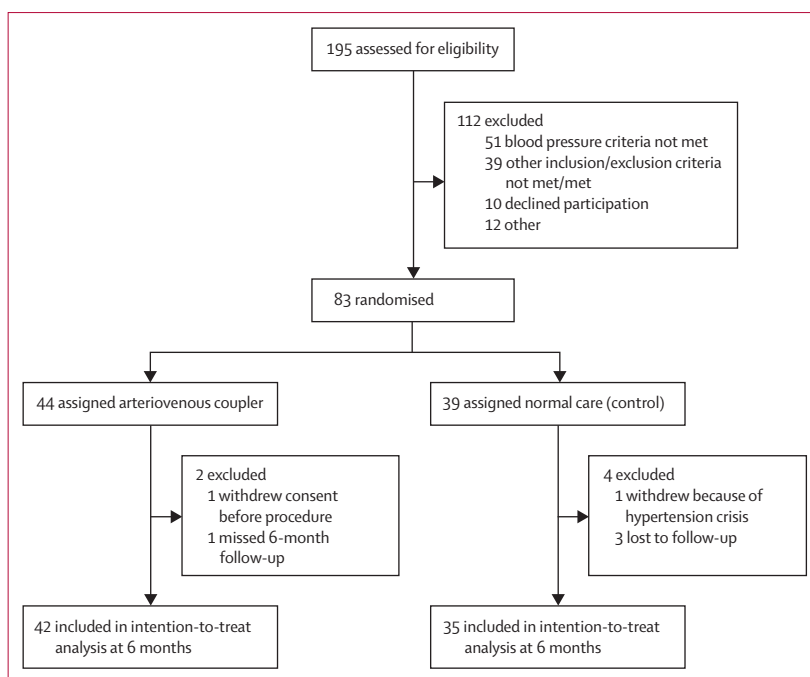 195 assessed for eligibility
112 excluded
51 blood pressure criteria not met
39 other inclusion/exclusion criteria
not met/met
10 declined participation
12 other
83 randomised
44 assigned arteriovenous coupler
39 assigned normal care (control)
2 excluded
1 withdrew consent
before procedure
1 missed 6-month
follow-up
4 excluded
1 withdrew because of
hypertension crisis
3 lost to follow-up
42 included in intention-to-treat
analysis at 6 months
35 included in intention-to-treat
analysis at 6 months